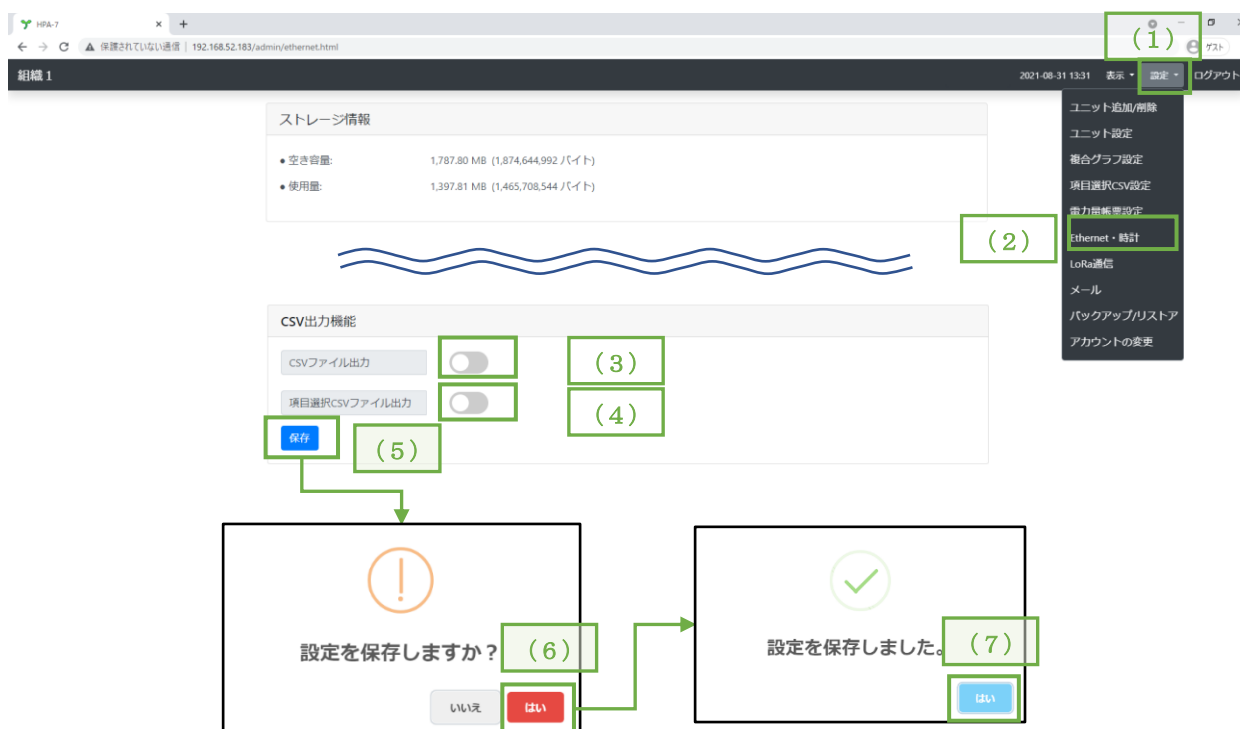 HPA-7
保護されていない通信 | 192.168.52.183/admin/ethernet.html
ゲスト
(1)
組織 1
2021-08-31 13:31 表示 設定 ログアウト
ユニット追加/削除
ユニット設定
複合グラフ設定
項目選択CSV設定
電力量帳票設定
Ethernet・時計
LoRa通信
メール
バックアップ/リストア
アカウントの変更
(2)
ストレージ情報
● 空き容量: 1,787.80 MB (1,874,644,992 バイト)
● 使用量: 1,397.81 MB (1,465,708,544 バイト)
CSV出力機能
CSVファイル出力
(3)
項目選択CSVファイル出力
(4)
保存
(5)
設定を保存しますか？
(6)
いいえ はい
設定を保存しました。
(7)
はい